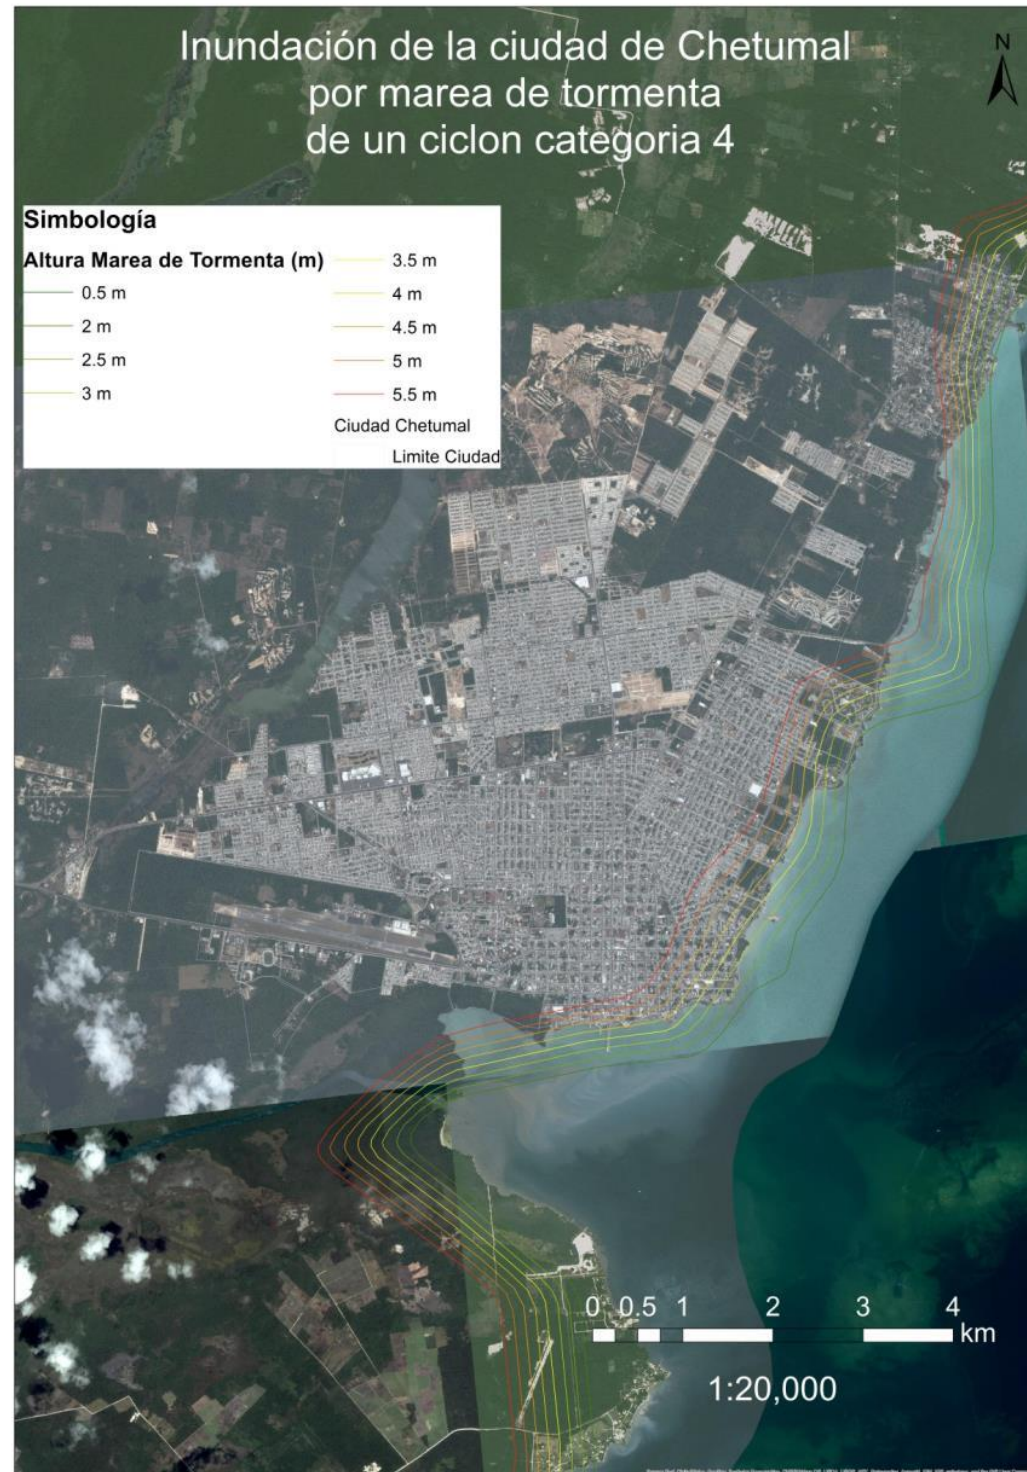 Inundación de la ciudad de Chetumal
por marea de tormenta
de un ciclon categoria 4
N
Simbología
Altura Marea de Tormenta (m)
0.5 m
2 m
2.5 m
3 m
3.5 m
4 m
4.5 m
5 m
5.5 m
Ciudad Chetumal
Limite Ciudad
0 0.5 1 2 3 4
km
1:20,000